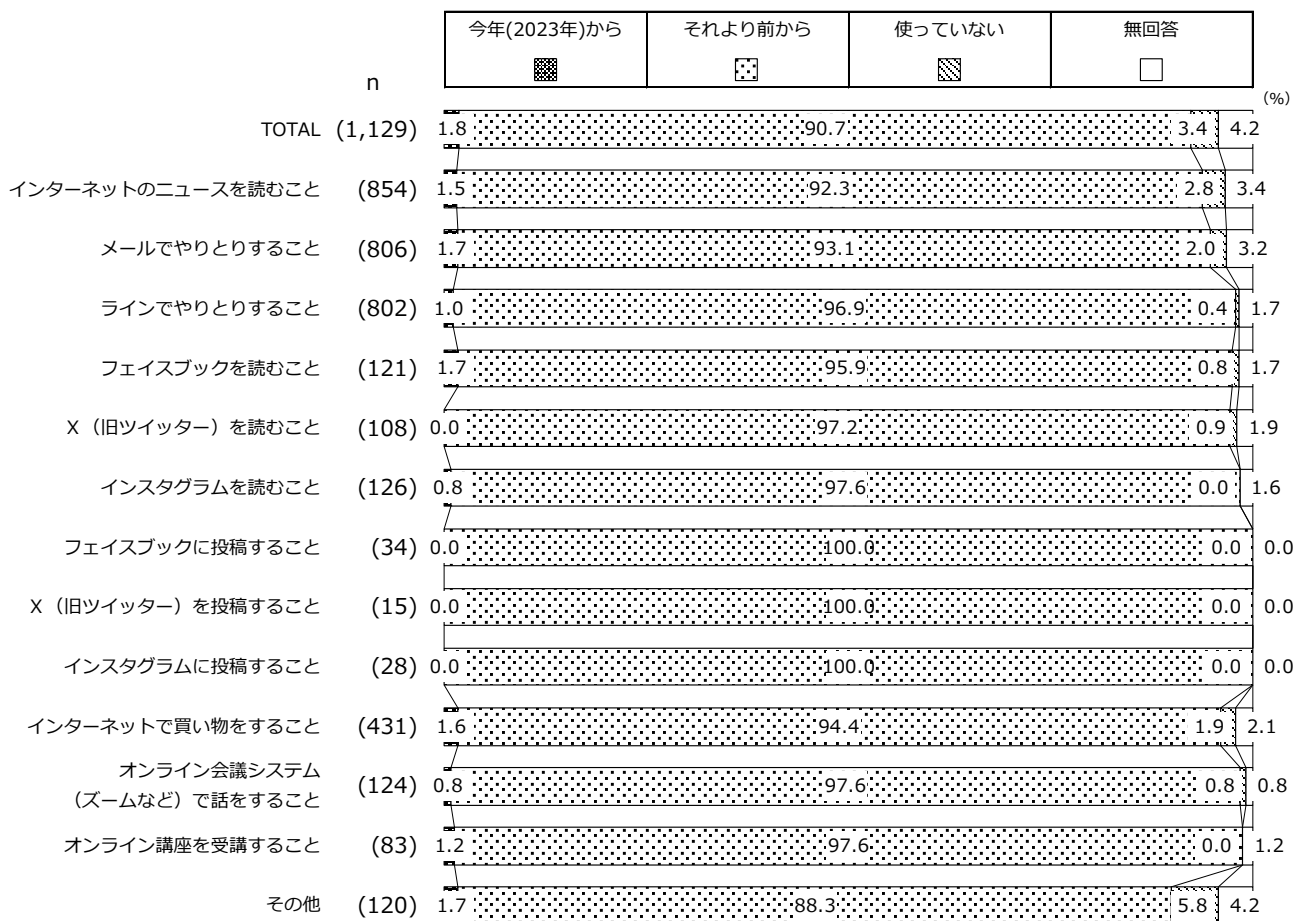 今年(2023年)から それより前から 使っていない 無回答
n
(%)
TOTAL (1,129) 1.8 90.7 3.4 4.2
インターネットのニュースを読むこと (854) 1.5 92.3 2.8 3.4
メールでやりとりすること (806) 1.7 93.1 2.0 3.2
ラインでやりとりすること (802) 1.0 96.9 0.4 1.7
フェイスブックを読むこと (121) 1.7 95.9 0.8 1.7
X（旧ツイッター）を読むこと (108) 0.0 97.2 0.9 1.9
インスタグラムを読むこと (126) 0.8 97.6 0.0 1.6
フェイスブックに投稿すること (34) 0.0 100.0 0.0 0.0
X（旧ツイッター）を投稿すること (15) 0.0 100.0 0.0 0.0
インスタグラムに投稿すること (28) 0.0 100.0 0.0 0.0
インターネットで買い物をすること (431) 1.6 94.4 1.9 2.1
オンライン会議システム
（ズームなど）で話をすること (124) 0.8 97.6 0.8 0.8
オンライン講座を受講すること (83) 1.2 97.6 0.0 1.2
その他 (120) 1.7 88.3 5.8 4.2